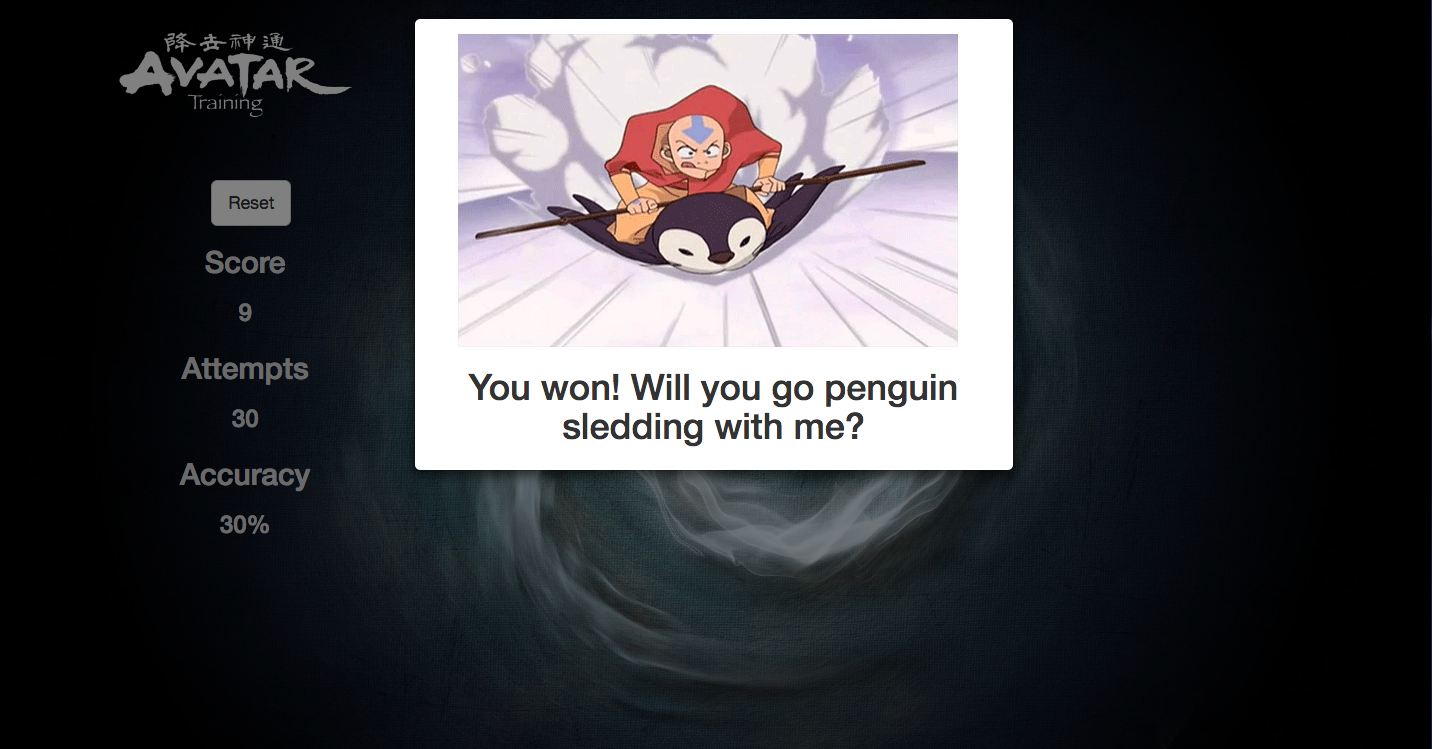 降去神通
AVATAR
Training
Reset
Score
9
Attempts
30
Accuracy
30%
You won! Will you go penguin
sledding with me?